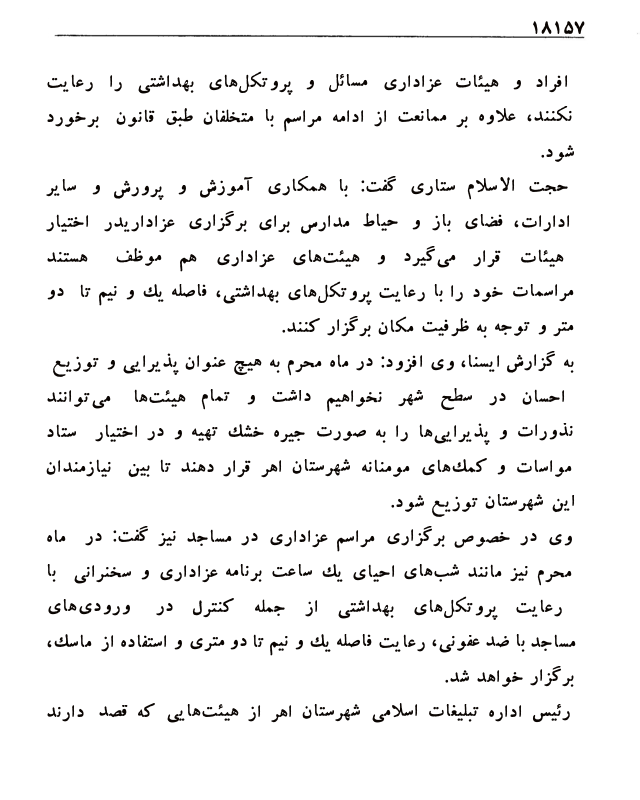 ۱۸۱۵۷
افراد و هیئات عزاداری مسائل و پروتکل‌های بهداشتی را رعایت
نکنند، علاوه بر ممانعت از ادامه مراسم با متخلفان طبق قانون برخورد
شود.
حجت الاسلام ستاری گفت: با همکاری آموزش و پرورش و سایر
ادارات، فضای باز و حیاط مدارس برای برگزاری عزاداریدر اختیار
هیئات قرار می‌گیرد و هیئت‌های عزاداری هم موظف هستند
مراسمات خود را با رعایت پروتکل‌های بهداشتی، فاصله یك و نیم تا دو
متر و توجه به ظرفیت مکان برگزار کنند.
به گزارش ایسنا، وی افزود: در ماه محرم به هیچ عنوان پذیرایی و توزیع
احسان در سطح شهر نخواهیم داشت و تمام هیئت‌ها می‌توانند
نذورات و پذیرایی‌ها را به صورت جیره خشك تهیه و در اختیار ستاد
مواسات و کمك‌های مومنانه شهرستان اهر قرار دهند تا بین نیازمندان
این شهرستان توزیع شود.
وی در خصوص برگزاری مراسم عزاداری در مساجد نیز گفت: در ماه
محرم نیز مانند شب‌های احیای یك ساعت برنامه عزاداری و سخنرانی با
رعایت پروتکل‌های بهداشتی از جمله کنترل در ورودی‌های
مساجد با ضد عفونی، رعایت فاصله یك و نیم تا دو متری و استفاده از ماسك،
برگزار خواهد شد.
رئیس اداره تبلیغات اسلامی شهرستان اهر از هیئت‌هایی که قصد دارند